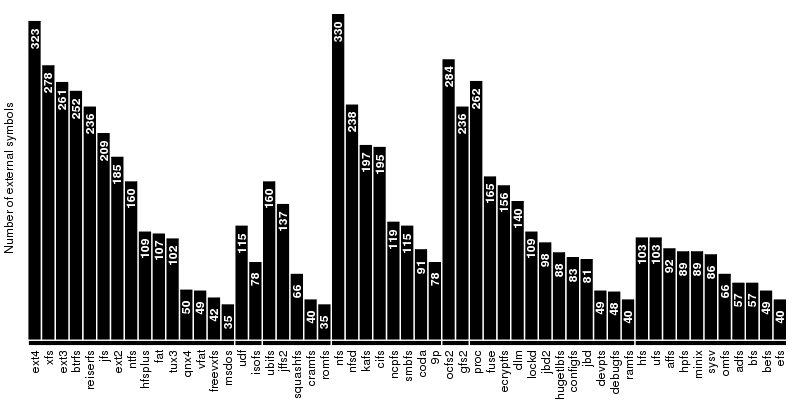 Number of external symbols
323 278 261 252 236 209 185 160 109 107 102 50 49 42 35 115 78 160 137 66 40 35 330 238 197 195 119 115 91 78 284 236 262 165 156 140 109 98 88 83 81 49 48 40 103 103 92 89 89 86 66 57 57 49 40
ext4 xfs ext3 btrfs reiserfs jfs ext2 ntfs hfsplus fat tux3 qnx4 vfat freevxfs msdos udf isofs ubifs jffs2 squashfs cramfs romfs nfs nfsd kafs cifs ncpfs smbfs coda 9p ocfs2 gfs2 proc fuse ecryptfs dlm lockd jbd2 hugetlbfs configfs jbd devpts debugfs ramfs hfs ufs affs hpfs minix sysv omfs adfs bfs befs efs